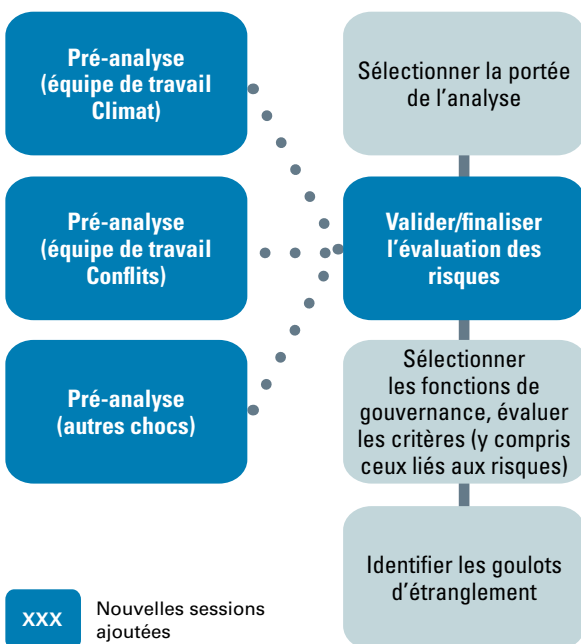 Pré-analyse
(équipe de travail
Climat)
Sélectionner la portée
de l’analyse
Pré-analyse
(équipe de travail
Conflits)
Valider/finaliser
l’évaluation des
risques
Pré-analyse
(autres chocs)
Sélectionner
les fonctions de
gouvernance, évaluer
les critères (y compris
ceux liés aux risques)
Identifier les goulots
d’étranglement
XXX
Nouvelles sessions
ajoutées